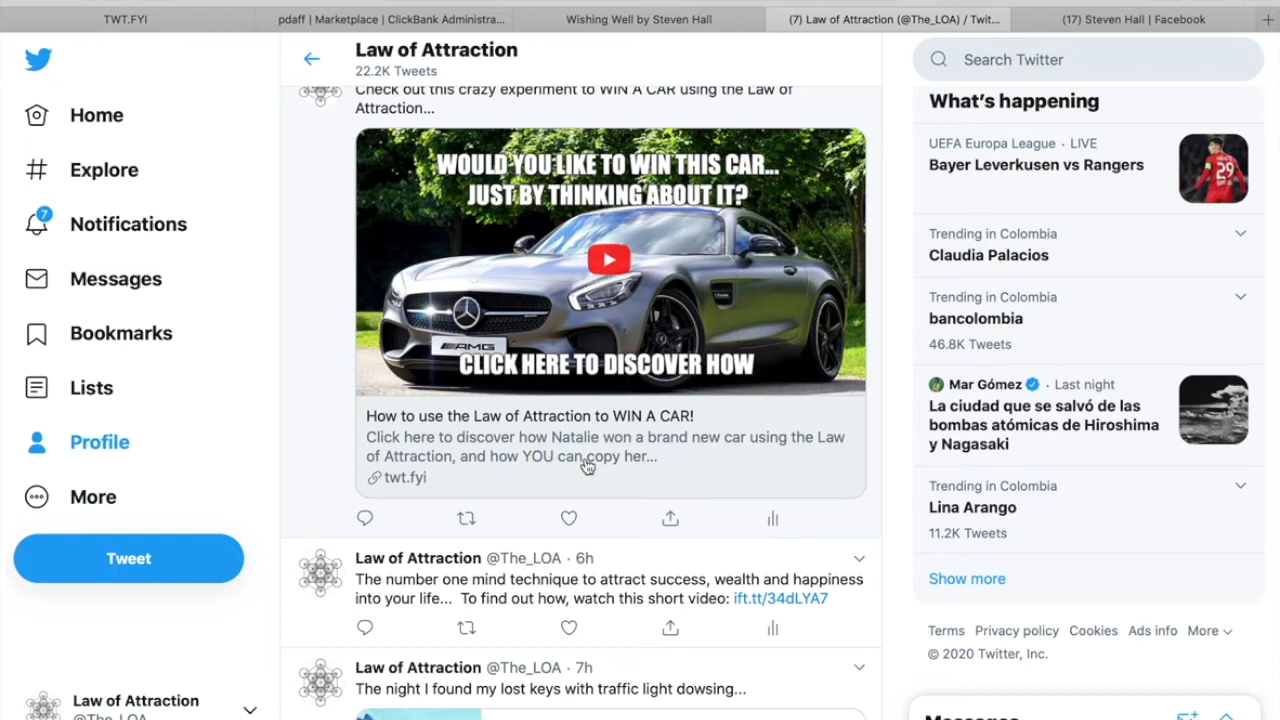 TWT.FYI
pdaff | Marketplace | ClickBank Administra...
Wishing Well by Steven Hall
(7) Law of Attraction (@The_LOA) / Twit...
(17) Steven Hall | Facebook
Home
Explore
7
Notifications
Messages
Bookmarks
Lists
Profile
More
Tweet
Law of Attraction
@The_LOA
Law of Attraction
22.2K Tweets
Check out this crazy experiment to WIN A CAR using the Law of
Attraction...
WOULD YOU LIKE TO WIN THIS CAR...
JUST BY THINKING ABOUT IT?
AMG
CLICK HERE TO DISCOVER HOW
How to use the Law of Attraction to WIN A CAR!
Click here to discover how Natalie won a brand new car using the Law
of Attraction, and how YOU can copy her...
twt.fyi
Law of Attraction @The_LOA · 6h
The number one mind technique to attract success, wealth and happiness
into your life... To find out how, watch this short video: ift.tt/34dLYA7
Law of Attraction @The_LOA · 7h
The night I found my lost keys with traffic light dowsing...
Search Twitter
What's happening
UEFA Europa League · LIVE
Bayer Leverkusen vs Rangers
29
Trending in Colombia
Claudia Palacios
Trending in Colombia
bancolombia
46.8K Tweets
Mar Gómez · Last night
La ciudad que se salvó de las
bombas atómicas de Hiroshima
y Nagasaki
Trending in Colombia
Lina Arango
11.2K Tweets
Show more
Terms Privacy policy Cookies Ads info More
© 2020 Twitter, Inc.
Messages